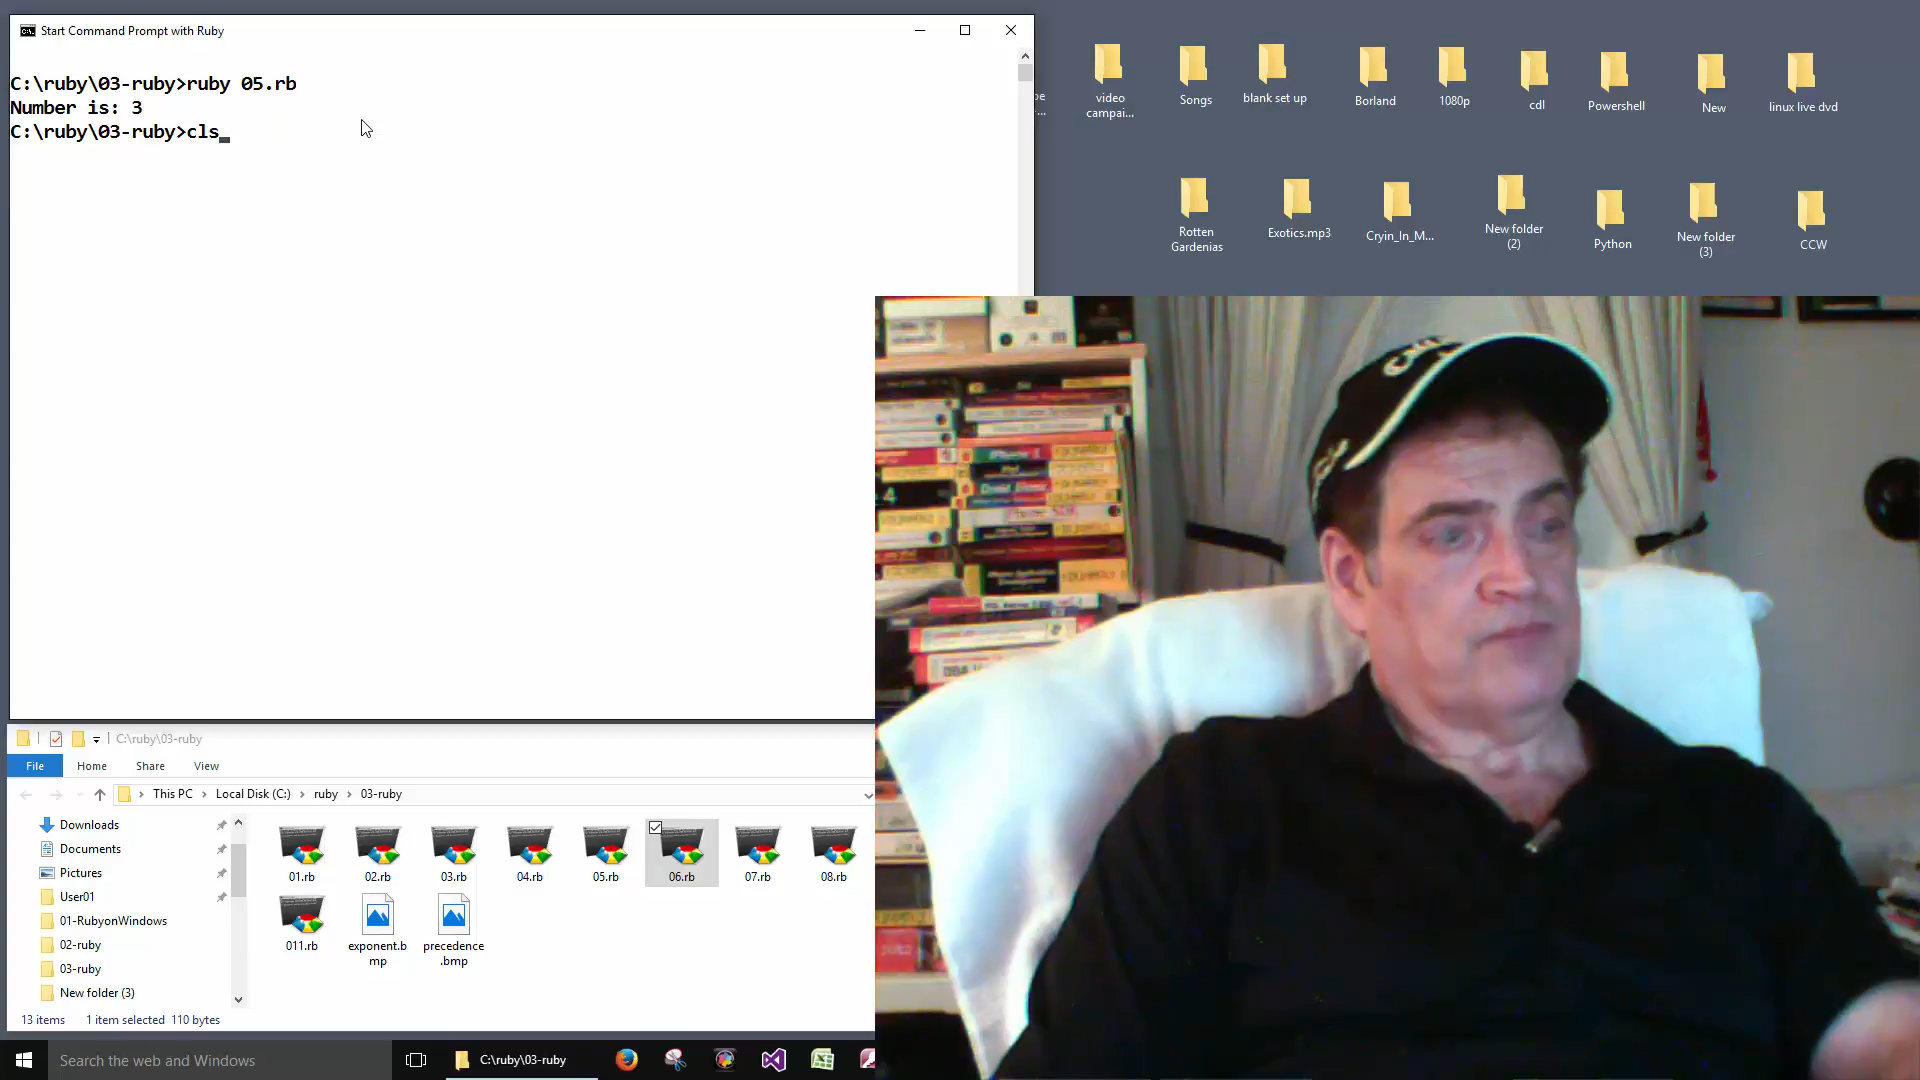 Start Command Prompt with Ruby
C:\ruby\03-ruby>ruby 05.rb
Number is: 3
C:\ruby\03-ruby>cls
video
campai...
Songs
blank set up
Borland
1080p
cdl
Powershell
New
linux live dvd
Rotten
Gardenias
Exotics.mp3
Cryin_In_M...
New folder
(2)
Python
New folder
(3)
CCW
C:\ruby\03-ruby
File Home Share View
This PC > Local Disk (C:) > ruby > 03-ruby
Downloads
Documents
Pictures
User01
01-RubyonWindows
02-ruby
03-ruby
New folder (3)
01.rb 02.rb 03.rb 04.rb 05.rb 06.rb 07.rb 08.rb
011.rb
exponent.b
mp
precedence
.bmp
13 items 1 item selected 110 bytes
Search the web and Windows
C:\ruby\03-ruby